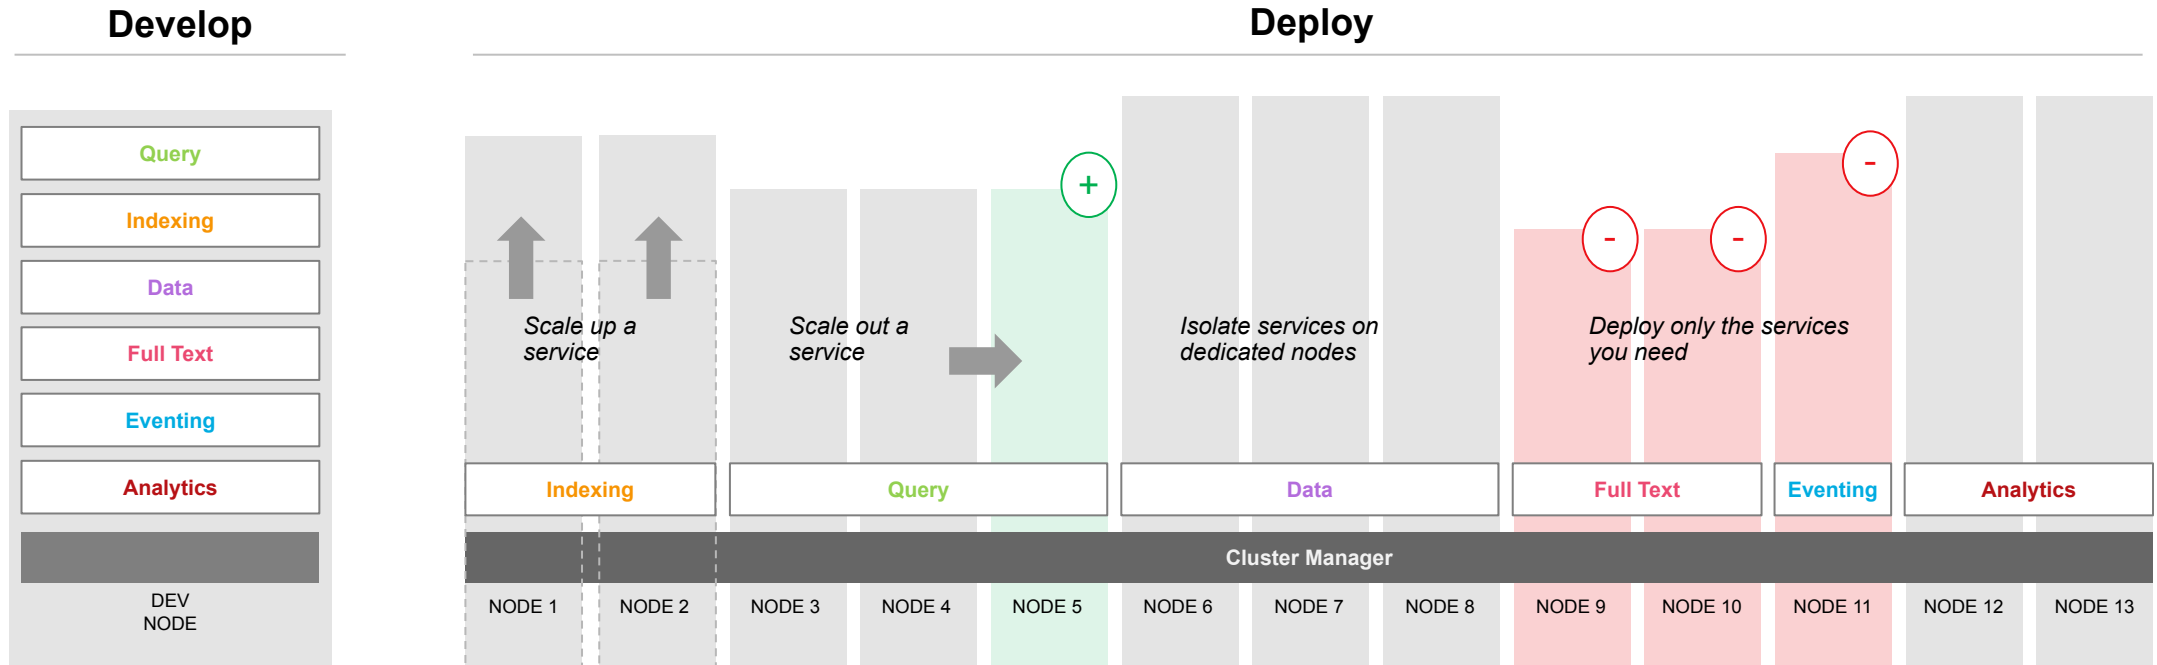 Develop
Deploy
Query
Indexing
Data
Full Text
Eventing
Analytics
DEV
NODE
+
-
-
-
Scale up a
service
Scale out a
service
Isolate services on
dedicated nodes
Deploy only the services
you need
Indexing
Query
Data
Full Text
Eventing
Analytics
Cluster Manager
NODE 1
NODE 2
NODE 3
NODE 4
NODE 5
NODE 6
NODE 7
NODE 8
NODE 9
NODE 10
NODE 11
NODE 12
NODE 13